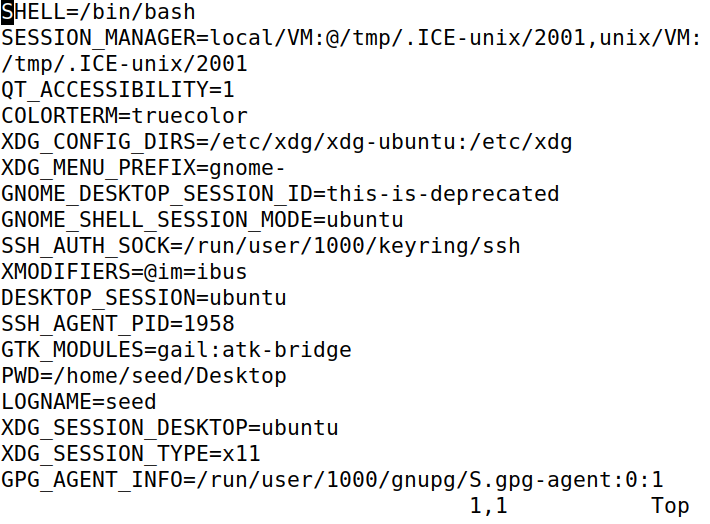 SHELL=/bin/bash
SESSION_MANAGER=local/VM:@/tmp/.ICE-unix/2001,unix/VM:
/tmp/.ICE-unix/2001
QT_ACCESSIBILITY=1
COLORTERM=truecolor
XDG_CONFIG_DIRS=/etc/xdg/xdg-ubuntu:/etc/xdg
XDG_MENU_PREFIX=gnome-
GNOME_DESKTOP_SESSION_ID=this-is-deprecated
GNOME_SHELL_SESSION_MODE=ubuntu
SSH_AUTH_SOCK=/run/user/1000/keyring/ssh
XMODIFIERS=@im=ibus
DESKTOP_SESSION=ubuntu
SSH_AGENT_PID=1958
GTK_MODULES=gail:atk-bridge
PWD=/home/seed/Desktop
LOGNAME=seed
XDG_SESSION_DESKTOP=ubuntu
XDG_SESSION_TYPE=x11
GPG_AGENT_INFO=/run/user/1000/gnupg/S.gpg-agent:0:1
1,1 Top